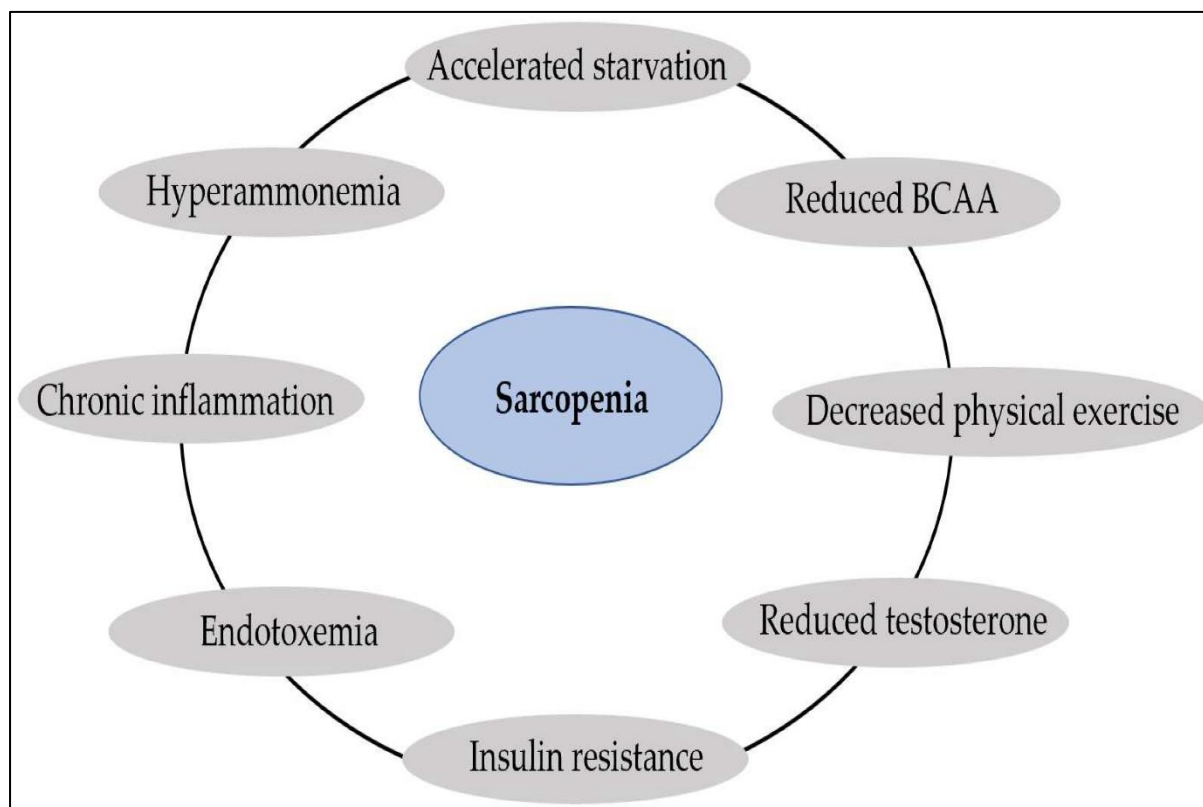 Accelerated starvation
Hyperammonemia
Reduced BCAA
Chronic inflammation
Sarcopenia
Decreased physical exercise
Endotoxemia
Reduced testosterone
Insulin resistance